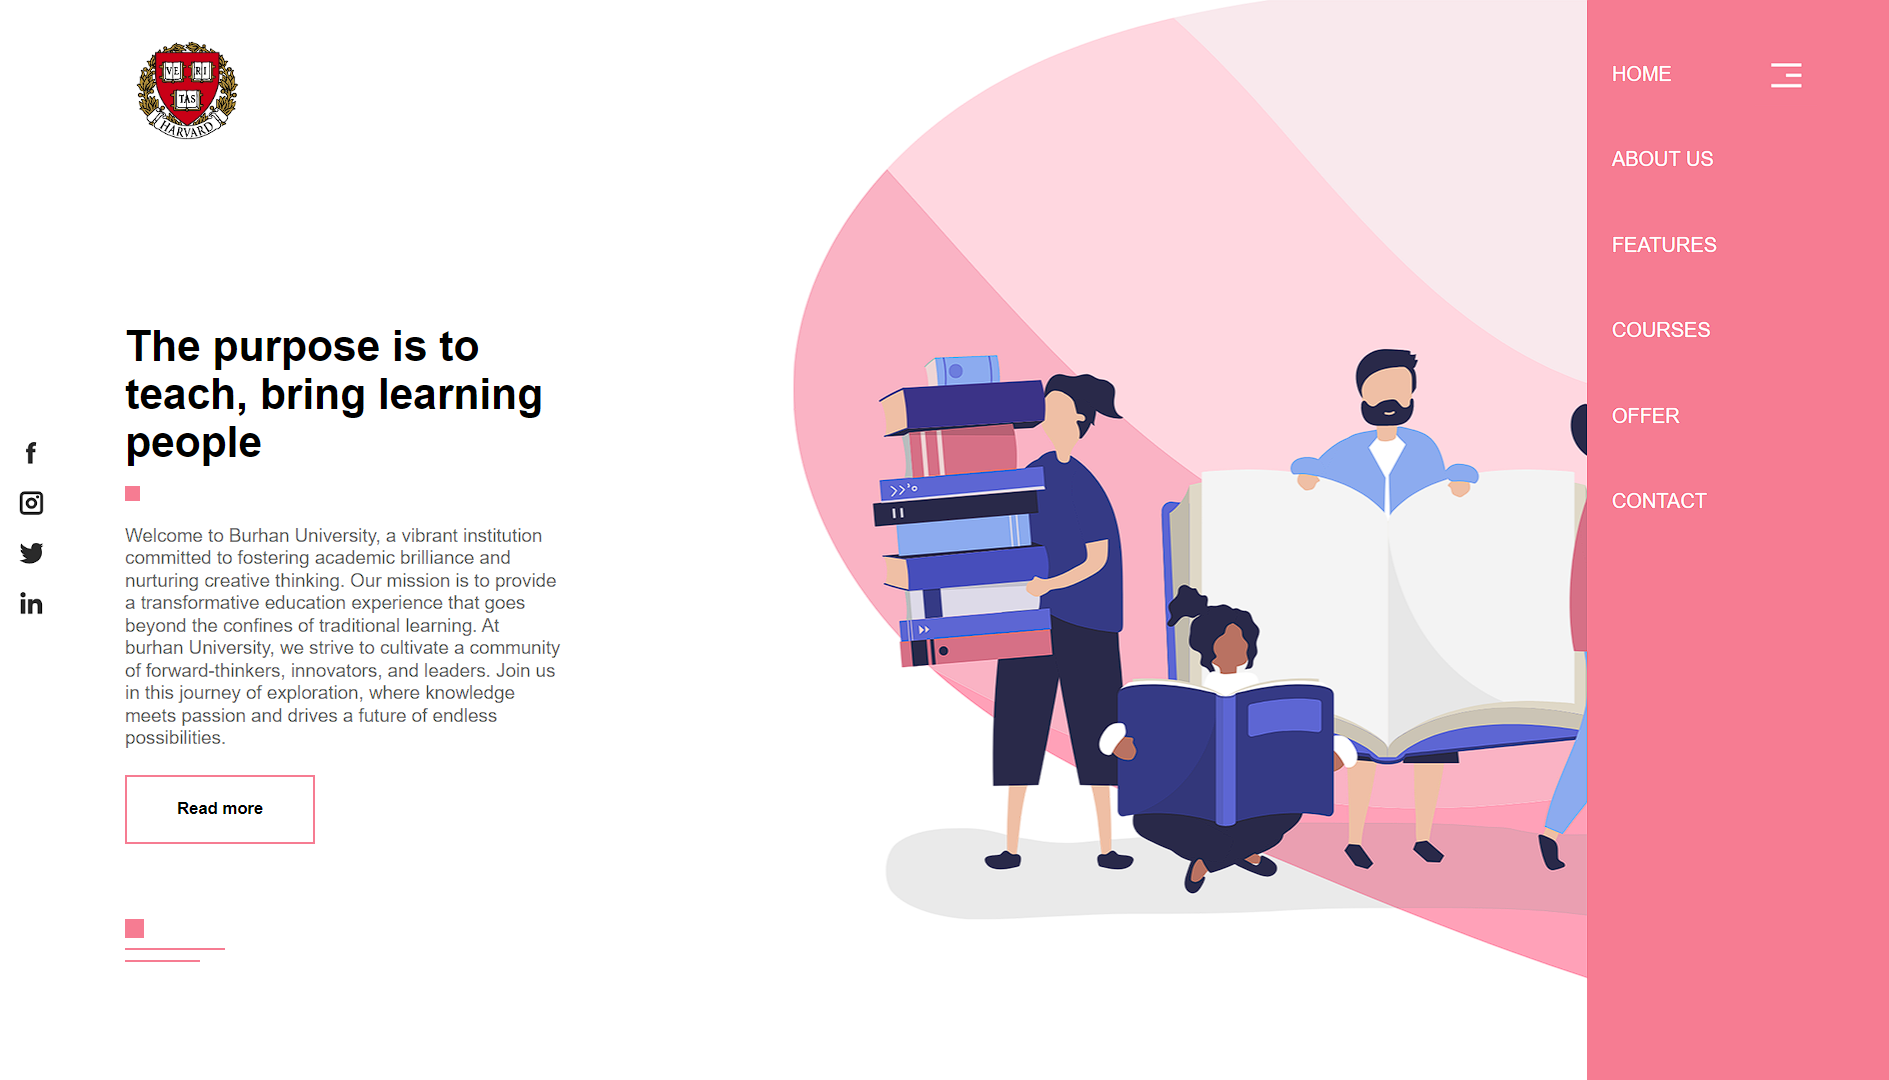 VE RI
TAS
HARVARD
HOME
ABOUT US
FEATURES
COURSES
OFFER
CONTACT
The purpose is to
teach, bring learning
people
Welcome to Burhan University, a vibrant institution
committed to fostering academic brilliance and
nurturing creative thinking. Our mission is to provide
a transformative education experience that goes
beyond the confines of traditional learning. At
burhan University, we strive to cultivate a community
of forward-thinkers, innovators, and leaders. Join us
in this journey of exploration, where knowledge
meets passion and drives a future of endless
possibilities.
Read more